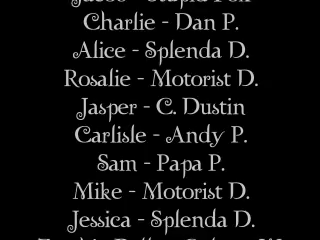 Charlie - Dan P.
Alice - Splenda D.
Rosalie - Motorist D.
Jasper - C. Dustin
Carlisle - Andy P.
Sam - Papa P.
Mike - Motorist D.
Jessica - Splenda D.